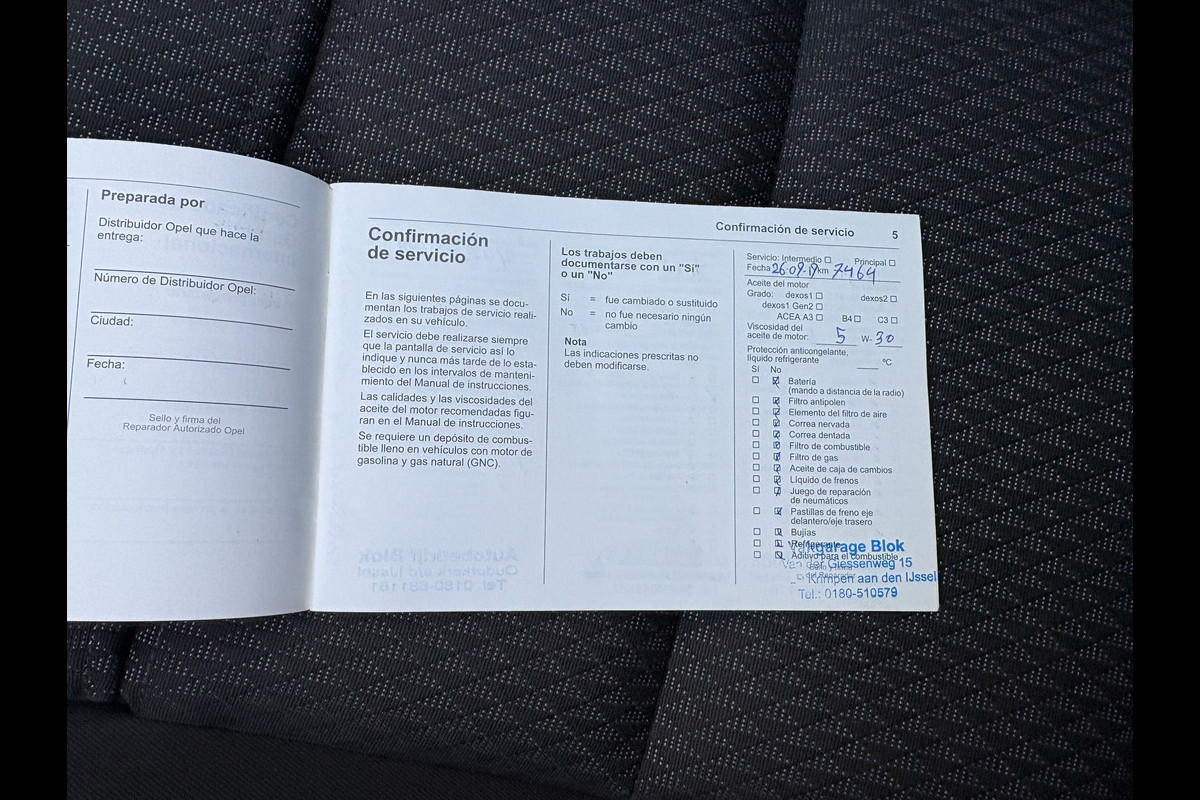 Preparada por
Distribuidor Opel que hace la
entrega:
Número de Distribuidor Opel:
Ciudad:
Fecha:
Sello y firma del
Reparador Autorizado Opel
Confirmación de servicio 5
Confirmación
de servicio
En las siguientes páginas se docu-
mentan los trabajos de servicio reali-
zados en su vehículo.
El servicio debe realizarse siempre
que la pantalla de servicio así lo
indique y nunca más tarde de lo esta-
blecido en los intervalos de manteni-
miento del Manual de instrucciones.
Las calidades y las viscosidades del
aceite del motor recomendadas figu-
ran en el Manual de instrucciones.
Se requiere un depósito de combus-
tible lleno en vehículos con motor de
gasolina y gas natural (GNC).
Los trabajos deben
documentarse con un "Sí"
o un "No"
Sí = fue cambiado o sustituido
No = no fue necesario ningún
cambio
Nota
Las indicaciones prescritas no
deben modificarse.
Servicio: Intermedio ☐ Principal ☐
Fecha 26-09-19 km 7464
Aceite del motor
Grado: dexos1 ☐ dexos2 ☐
dexos1 Gen2 ☐
ACEA A3 ☐ B4 ☐ C3 ☐
Viscosidad del
aceite de motor: 5 W- 30
Protección anticongelante,
líquido refrigerante °C
Sí No
Batería
(mando a distancia de la radio)
Filtro antipolen
Elemento del filtro de aire
Correa nervada
Correa dentada
Filtro de combustible
Filtro de gas
Aceite de caja de cambios
Líquido de frenos
Juego de reparación
de neumáticos
Pastillas de freno eje
delantero/eje trasero
Bujías
Refrigerante
Aditivo para el combustible
Vakgarage Blok
Van der Giessenweg 15
Krimpen aan den IJssel
Tel.: 0180-510579